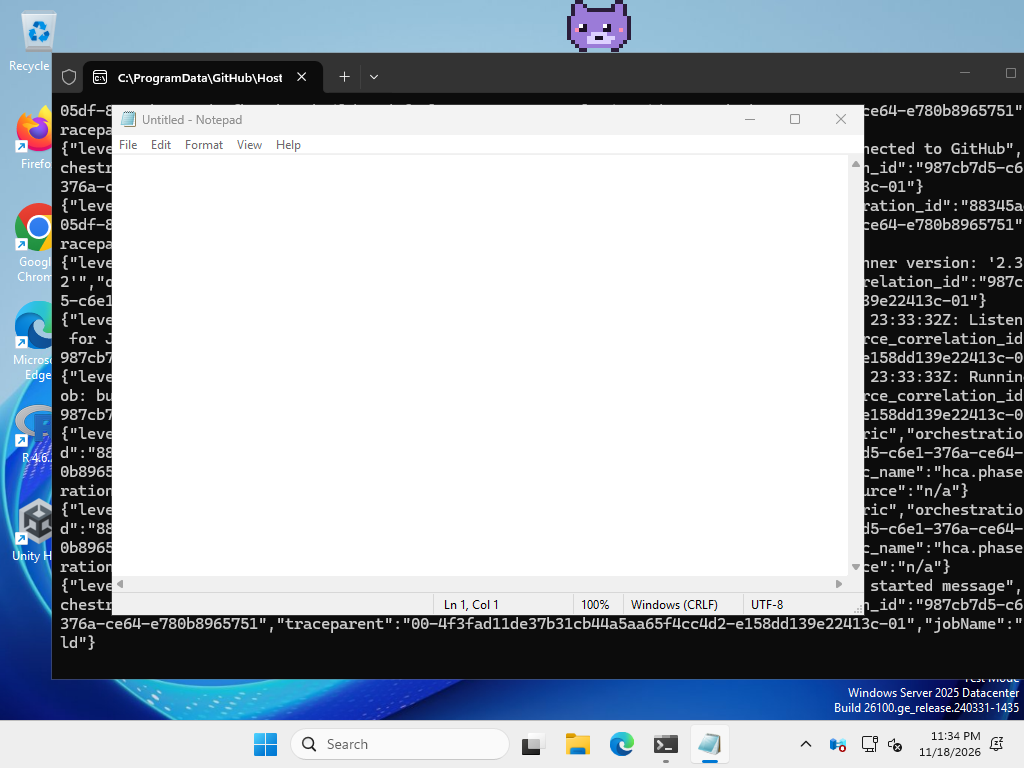 Recycle
Firefo
Googl
Chrom
Micros
Edge
R 4.6.
Unity H
C:\ProgramData\GitHub\Host
05df-8
ce64-e780b8965751"
racepa
{"leve
nected to GitHub",
chestr
n_id":"987cb7d5-c6
376a-c
3c-01"}
{"leve
ration_id":"88345a
05df-8
ce64-e780b8965751"
racepa
{"leve
nner version: '2.3
2'","o
relation_id":"987c
5-c6e1
39e22413c-01"}
{"leve
23:33:32Z: Listen
for J
rce_correlation_id
987cb7
e158dd139e22413c-0
{"leve
23:33:33Z: Runnin
ob: bu
rce_correlation_id
987cb7
e158dd139e22413c-0
{"leve
ric","orchestratio
d":"88
d5-c6e1-376a-ce64-
0b8965
c_name":"hca.phase
ration
urce":"n/a"}
{"leve
ric","orchestratio
d":"88
d5-c6e1-376a-ce64-
0b8965
c_name":"hca.phase
ration
ce":"n/a"}
{"leve
started message",
chestr
n_id":"987cb7d5-c6
376a-ce64-e780b8965751","traceparent":"00-4f3fad11de37b31cb44a5aa65f4cc4d2-e158dd139e22413c-01","jobName":"
ld"}
Untitled - Notepad
File Edit Format View Help
Ln 1, Col 1 100% Windows (CRLF) UTF-8
Test Mode
Windows Server 2025 Datacenter
Build 26100.ge_release.240331-1435
Search
11:34 PM
11/18/2026